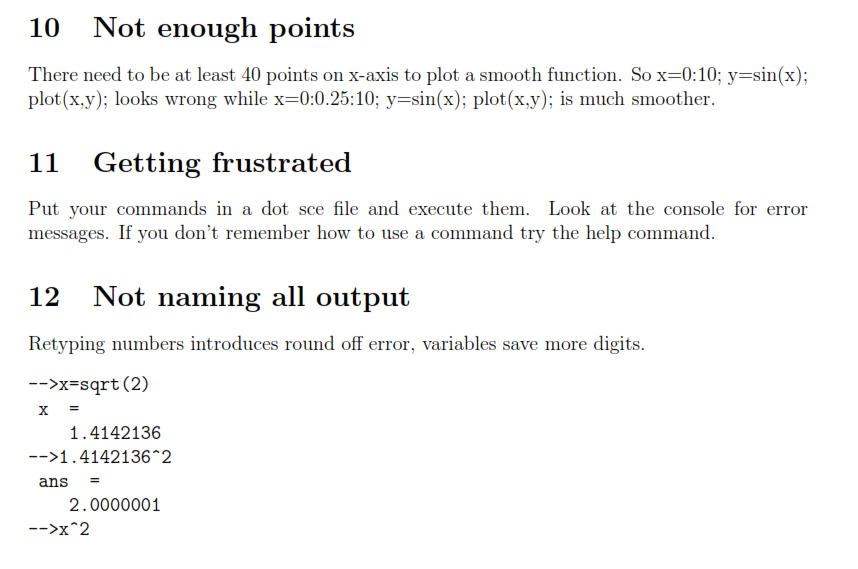 10 Not enough points
There need to be at least 40 points on x-axis to plot a smooth function. So x=0:10; y=sin(x);
plot(x,y); looks wrong while x=0:0.25:10; y=sin(x); plot(x,y); is much smoother.
11 Getting frustrated
Put your commands in a dot sce file and execute them. Look at the console for error
messages. If you don't remember how to use a command try the help command.
12 Not naming all output
Retyping numbers introduces round off error, variables save more digits.
-->x=sqrt(2)
x =
1.4142136
-->1.4142136^2
ans =
2.0000001
-->x^2